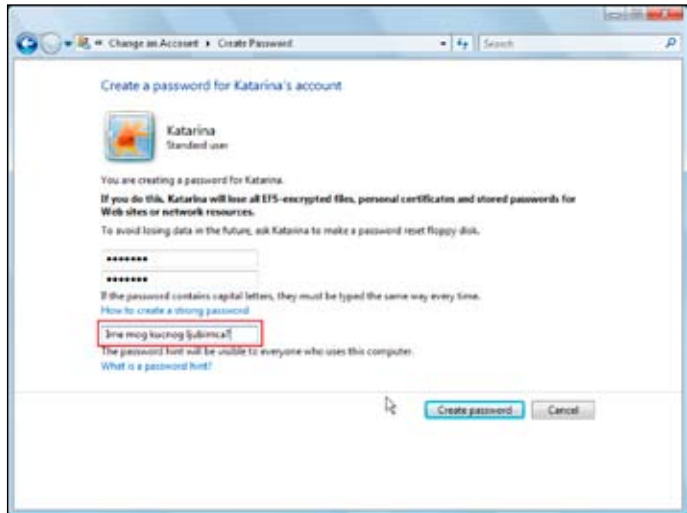 « Change an Account ▸ Create Password
Search
Create a password for Katarina's account
Katarina
Standard user
You are creating a password for Katarina.
If you do this, Katarina will lose all EFS-encrypted files, personal certificates and stored passwords for
Web sites or network resources.
To avoid losing data in the future, ask Katarina to make a password reset floppy disk.
•••••••
•••••••
If the password contains capital letters, they must be typed the same way every time.
How to create a strong password
Ime mog kucnog ljubimca?
The password hint will be visible to everyone who uses this computer.
What is a password hint?
Create password
Cancel